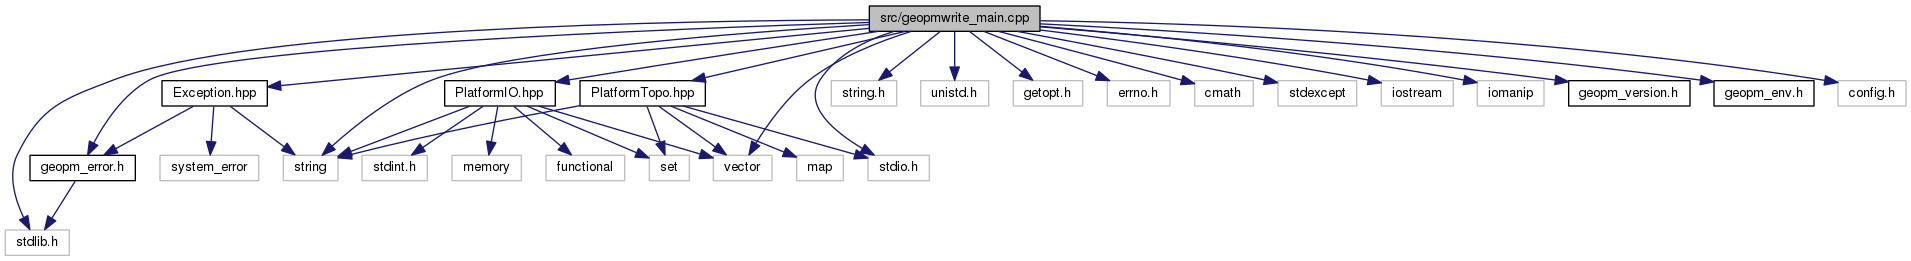 src/geopmwrite_main.cpp
Exception.hpp
PlatformIO.hpp
PlatformTopo.hpp
string.h
unistd.h
getopt.h
errno.h
cmath
stdexcept
iostream
iomanip
geopm_version.h
geopm_env.h
config.h
geopm_error.h
system_error
string
stdint.h
memory
functional
set
vector
map
stdio.h
stdlib.h